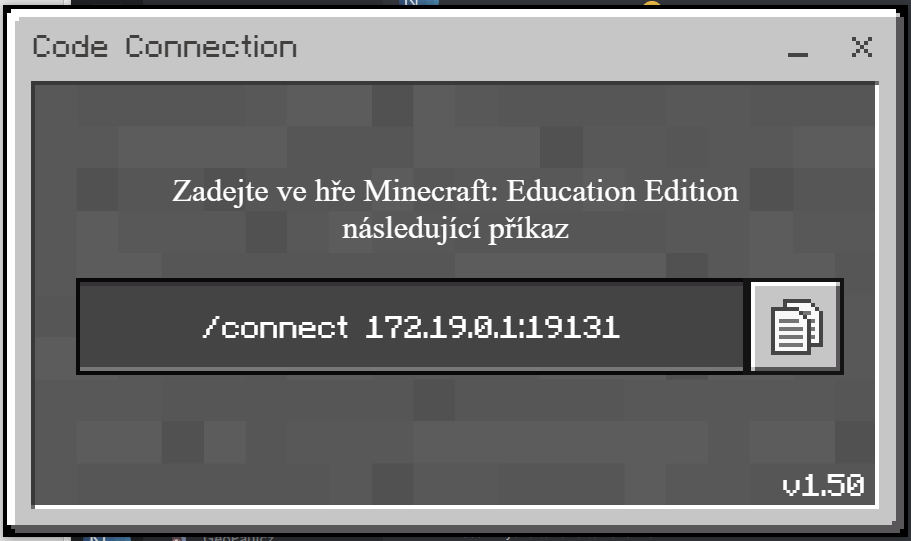 Code Connection
Zadejte ve hře Minecraft: Education Edition
následující příkaz
/connect 172.19.0.1:19131
v1.50